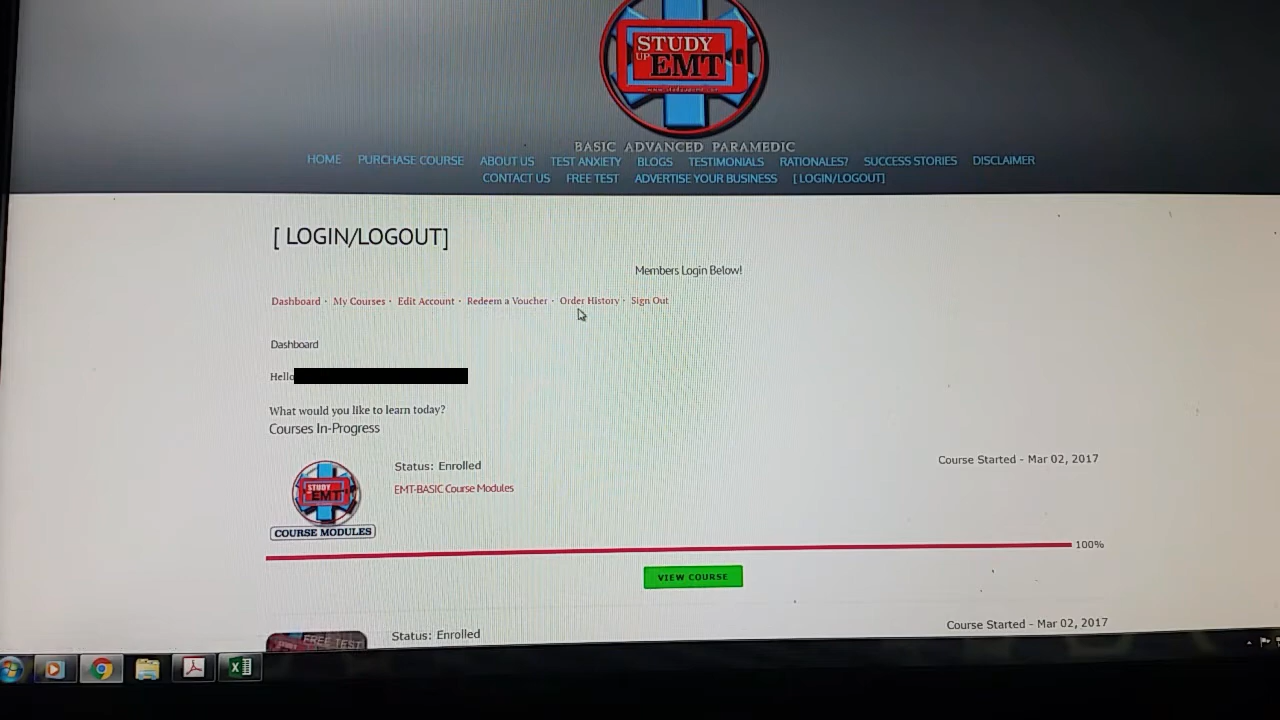 STUDY
UP EMT
BASIC ADVANCED PARAMEDIC
HOME PURCHASE COURSE ABOUT US TEST ANXIETY BLOGS TESTIMONIALS RATIONALES? SUCCESS STORIES DISCLAIMER
CONTACT US FREE TEST ADVERTISE YOUR BUSINESS [ LOGIN/LOGOUT]
[ LOGIN/LOGOUT]
Members Login Below!
Dashboard · My Courses · Edit Account · Redeem a Voucher · Order History · Sign Out
Dashboard
Hello
What would you like to learn today?
Courses In-Progress
Status: Enrolled
Course Started - Mar 02, 2017
EMT-BASIC Course Modules
STUDY
EMT
COURSE MODULES
100%
VIEW COURSE
FREE TEST
Status: Enrolled
Course Started - Mar 02, 2017